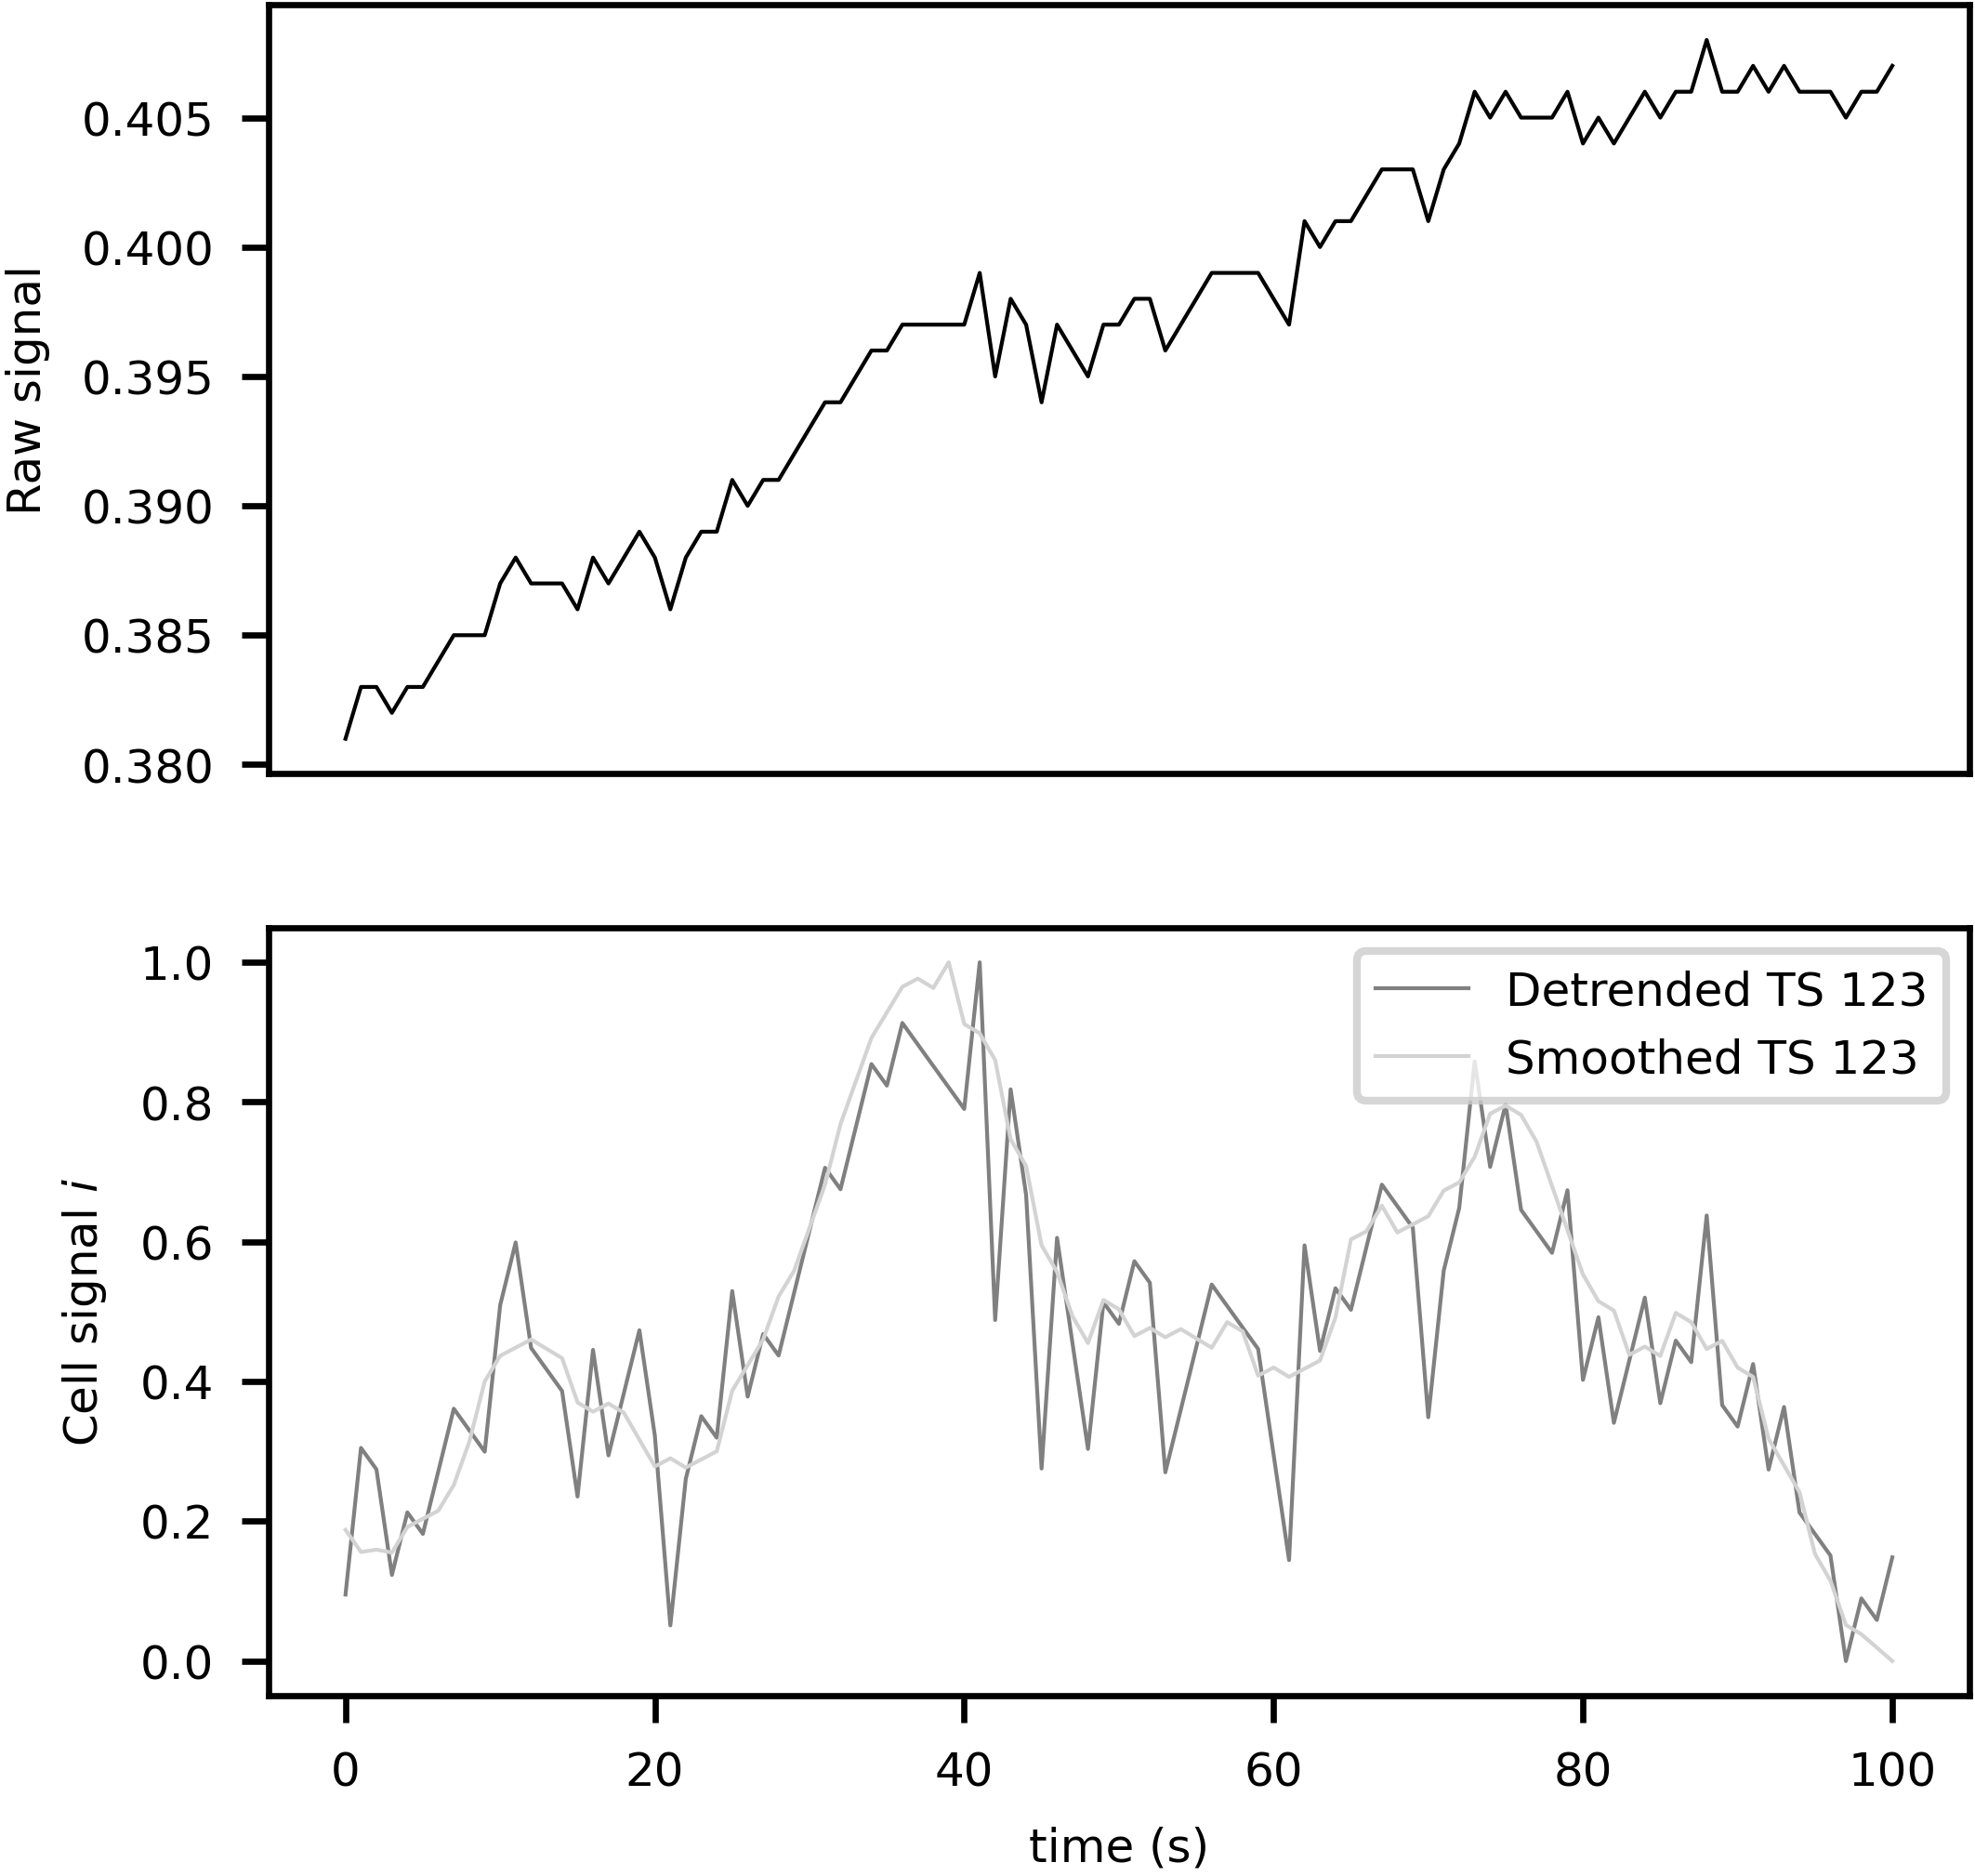 Raw signal
0.405
0.400
0.395
0.390
0.385
0.380
Cell signal i
1.0
0.8
0.6
0.4
0.2
0.0
Detrended TS 123
Smoothed TS 123
0 20 40 60 80 100
time (s)